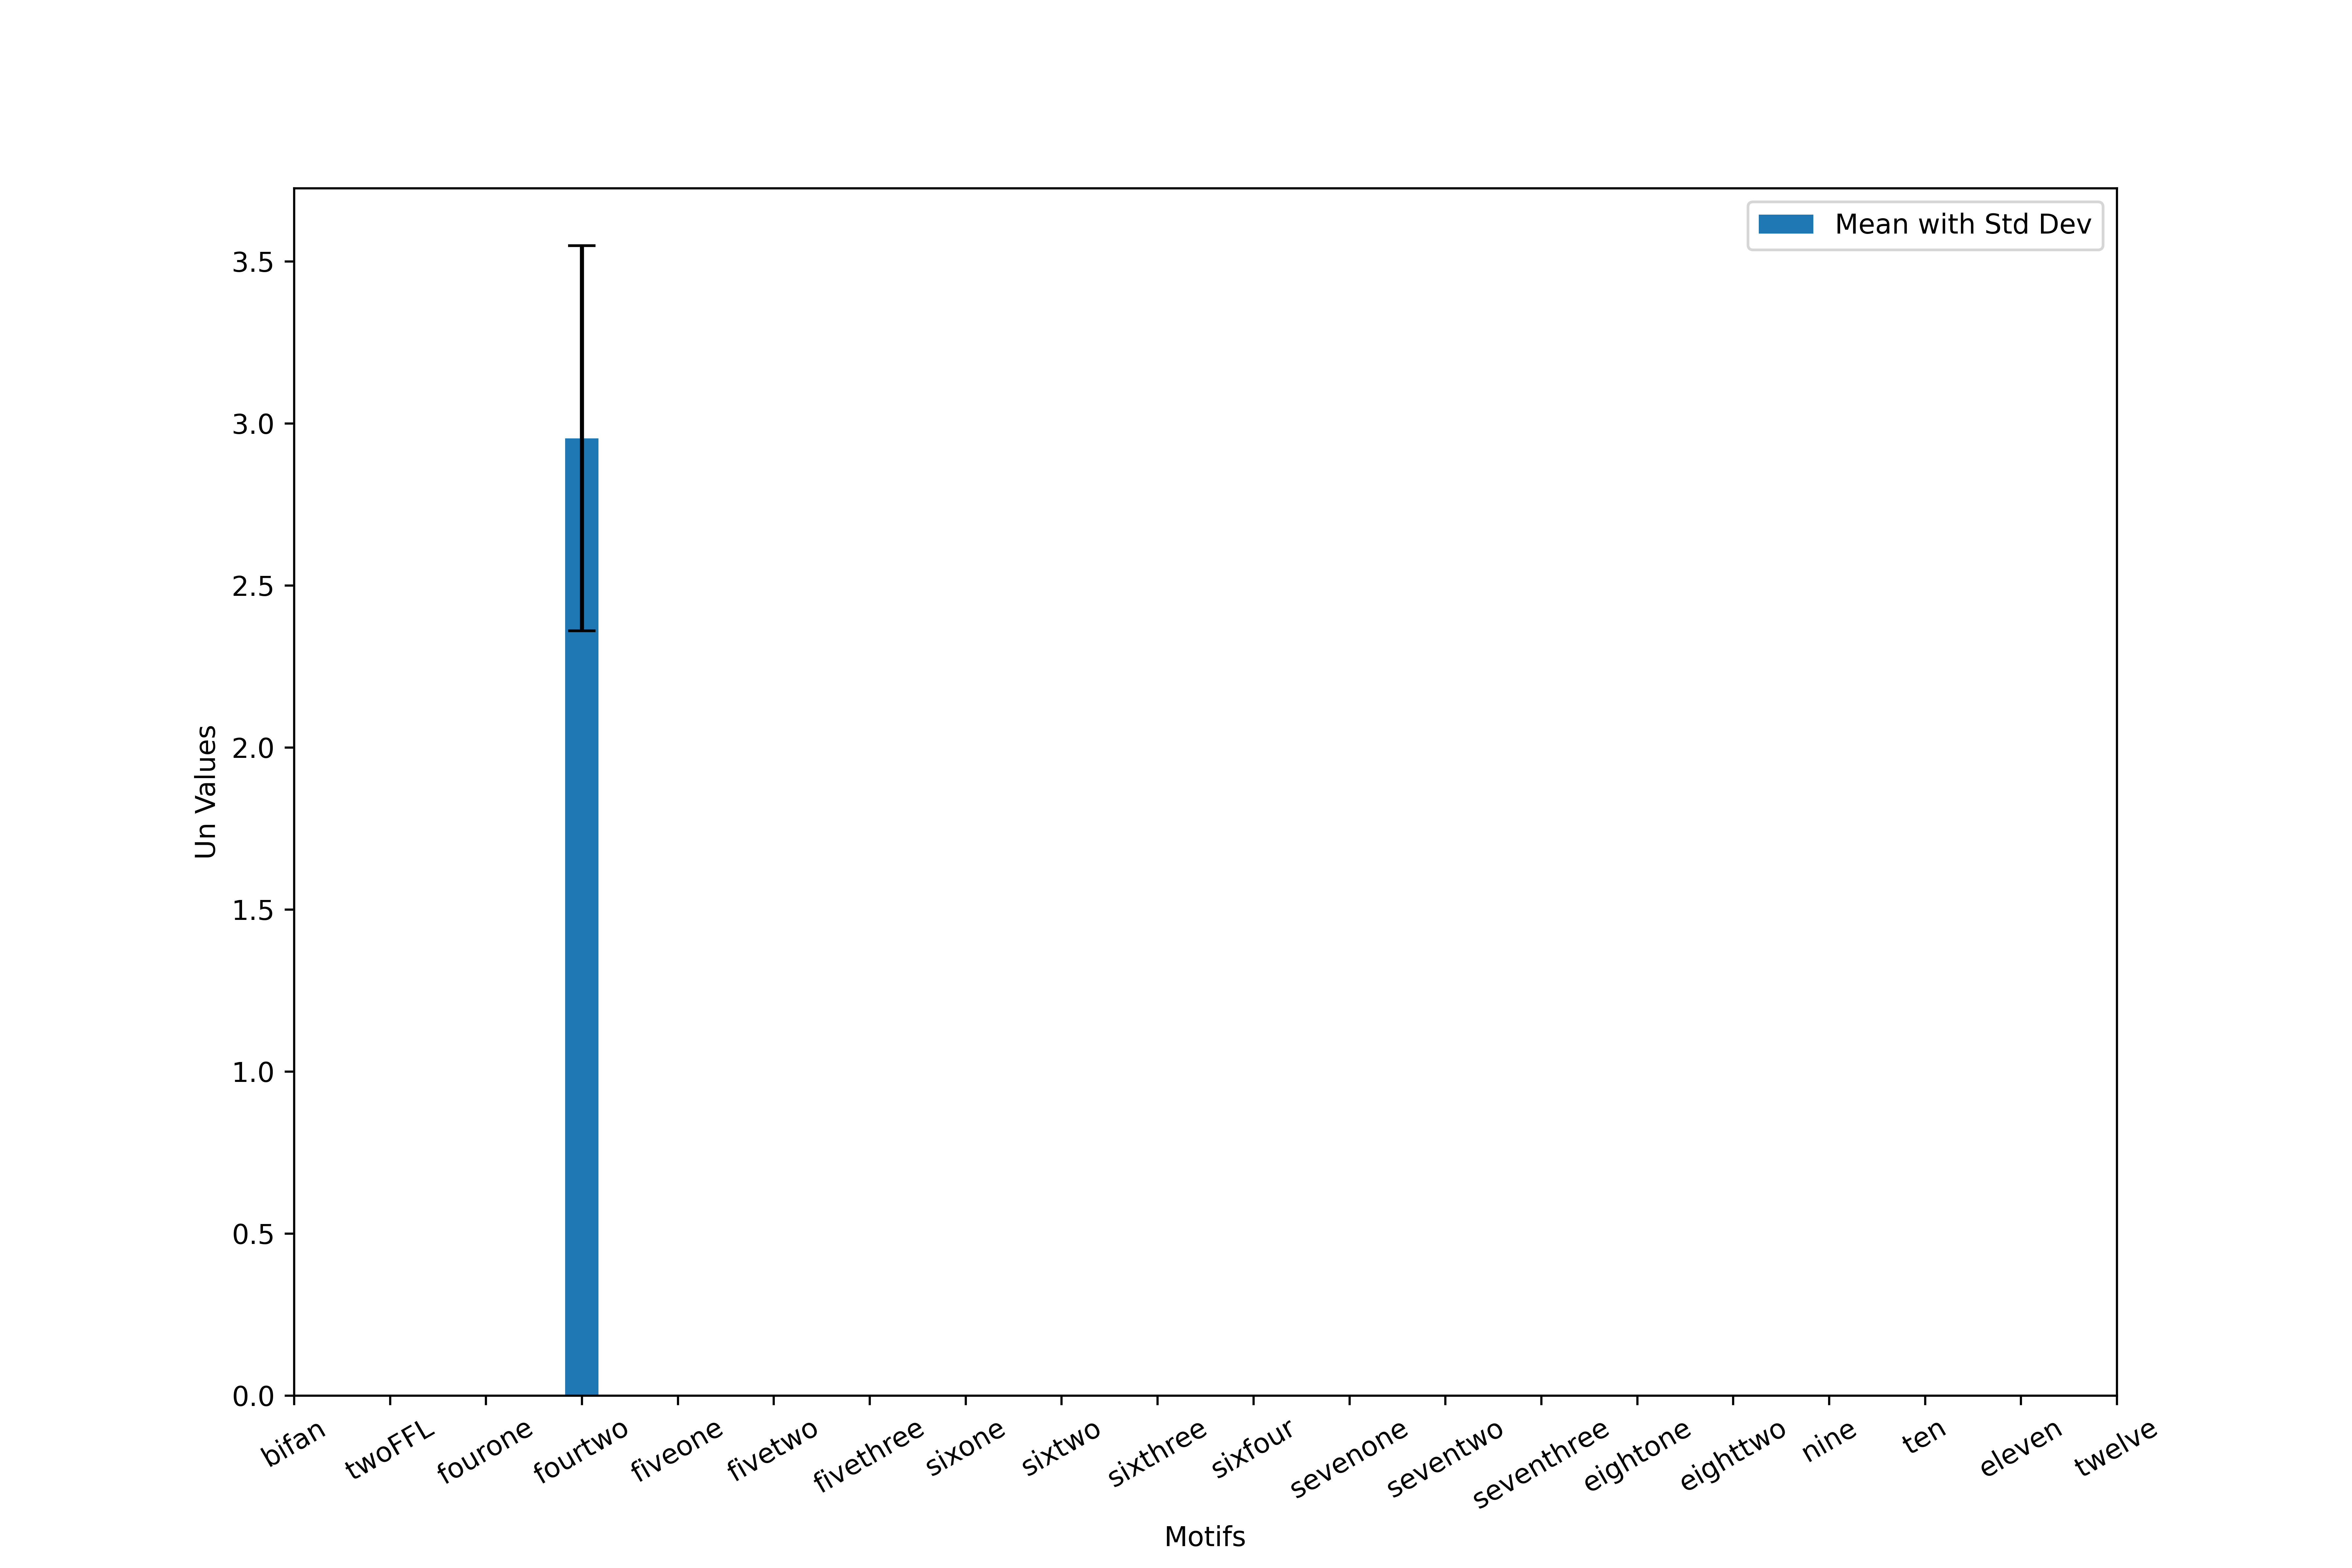 Mean with Std Dev
3.5
3.0
2.5
2.0
1.5
1.0
0.5
0.0
Un Values
bifan
twoFFL
fourone
fourtwo
fiveone
fivetwo
fivethree
sixone
sixtwo
sixthree
sixfour
sevenone
seventwo
seventhree
eightone
eighttwo
nine
ten
eleven
twelve
Motifs